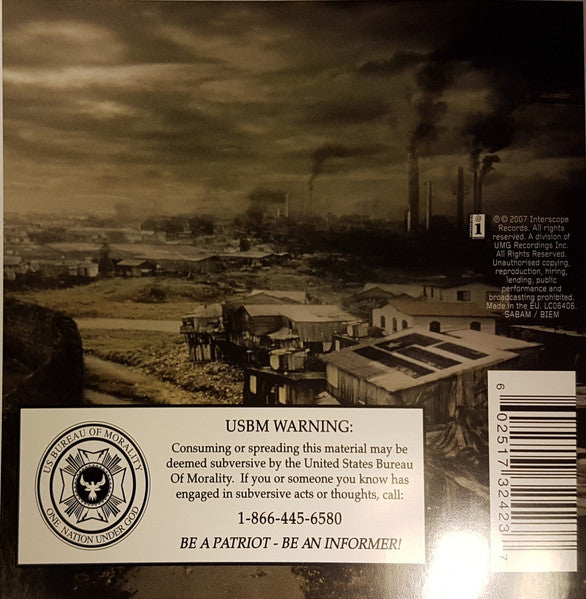 i
℗ © 2007 Interscope
Records. All rights
reserved. A division of
UMG Recordings Inc.
All Rights Reserved.
Unauthorised copying,
reproduction, hiring,
lending, public
performance and
broadcasting prohibited.
Made in the EU. LC06406.
SABAM / BIEM
USBM WARNING:
Consuming or spreading this material may be
deemed subversive by the United States Bureau
Of Morality. If you or someone you know has
engaged in subversive acts or thoughts, call:
1-866-445-6580
BE A PATRIOT - BE AN INFORMER!
US BUREAU OF MORALITY
ONE NATION UNDER GOD
6 02517 32423 7